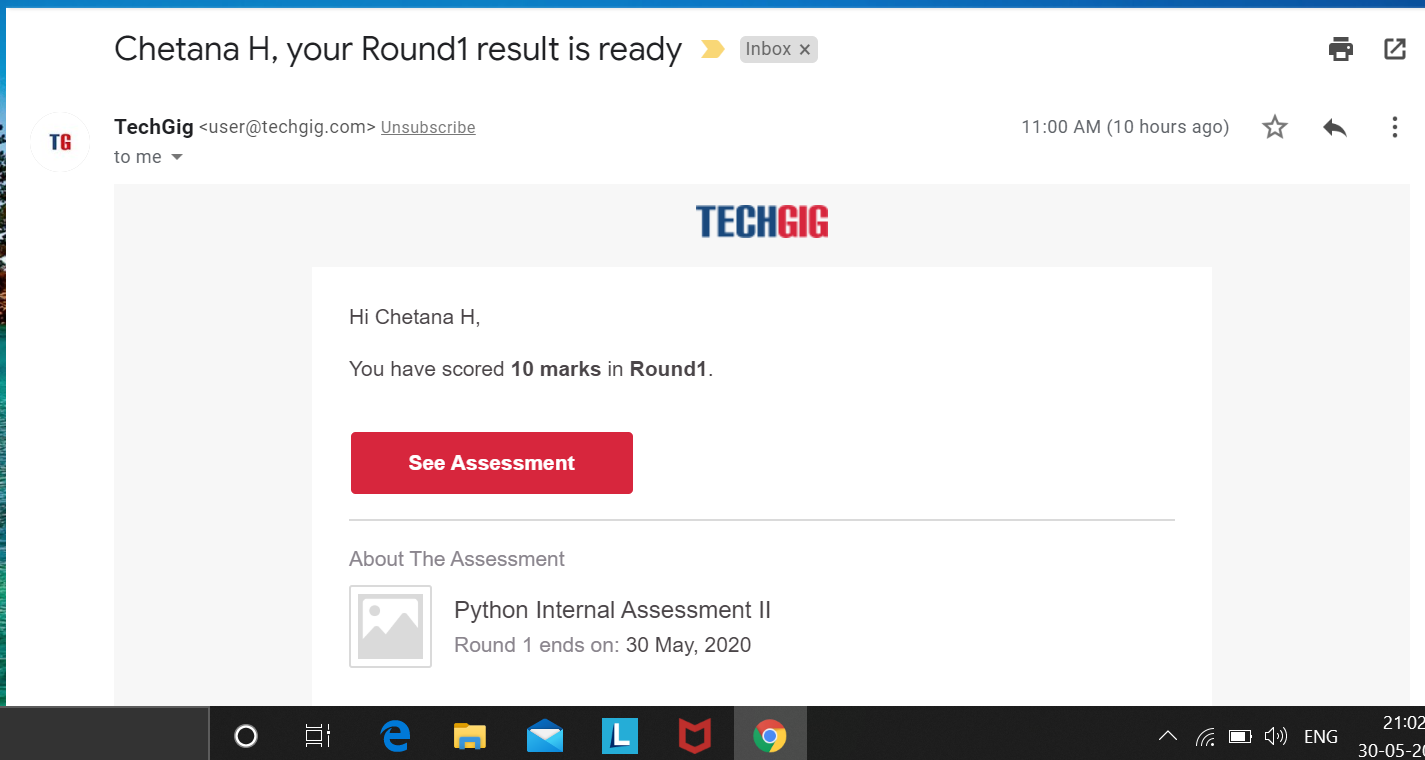 Chetana H, your Round1 result is ready
Inbox ×
TG
TechGig <user@techgig.com> Unsubscribe
11:00 AM (10 hours ago)
to me
TECHGIG
Hi Chetana H,
You have scored 10 marks in Round1.
See Assessment
About The Assessment
Python Internal Assessment II
Round 1 ends on: 30 May, 2020
L
ENG
21:02
30-05-20